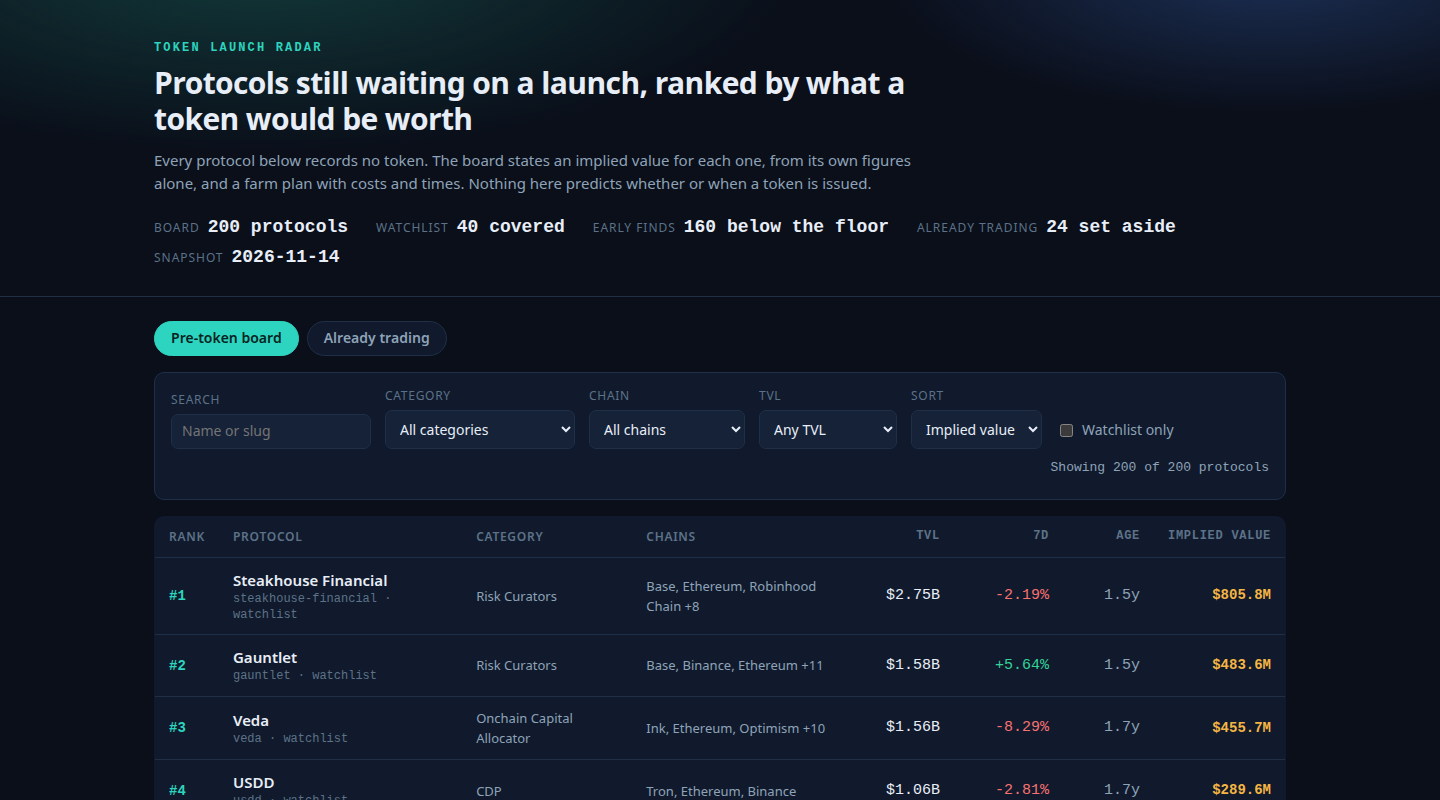 TOKEN LAUNCH RADAR
Protocols still waiting on a launch, ranked by what a
token would be worth
Every protocol below records no token. The board states an implied value for each one, from its own figures
alone, and a farm plan with costs and times. Nothing here predicts whether or when a token is issued.
BOARD 200 protocols WATCHLIST 40 covered EARLY FINDS 160 below the floor ALREADY TRADING 24 set aside
SNAPSHOT 2026-11-14
Pre-token board Already trading
SEARCH CATEGORY CHAIN TVL SORT
Name or slug All categories All chains Any TVL Implied value Watchlist only
Showing 200 of 200 protocols
RANK PROTOCOL CATEGORY CHAINS TVL 7D AGE IMPLIED VALUE
#1 Steakhouse Financial Risk Curators Base, Ethereum, Robinhood $2.75B -2.19% 1.5y $805.8M
steakhouse-financial · Chain +8
watchlist
#2 Gauntlet Risk Curators Base, Binance, Ethereum +11 $1.58B +5.64% 1.5y $483.6M
gauntlet · watchlist
#3 Veda Onchain Capital Ink, Ethereum, Optimism +10 $1.56B -8.29% 1.7y $455.7M
veda · watchlist Allocator
#4 USDD CDP Tron, Ethereum, Binance $1.06B -2.81% 1.7y $289.6M
usdd · watchlist